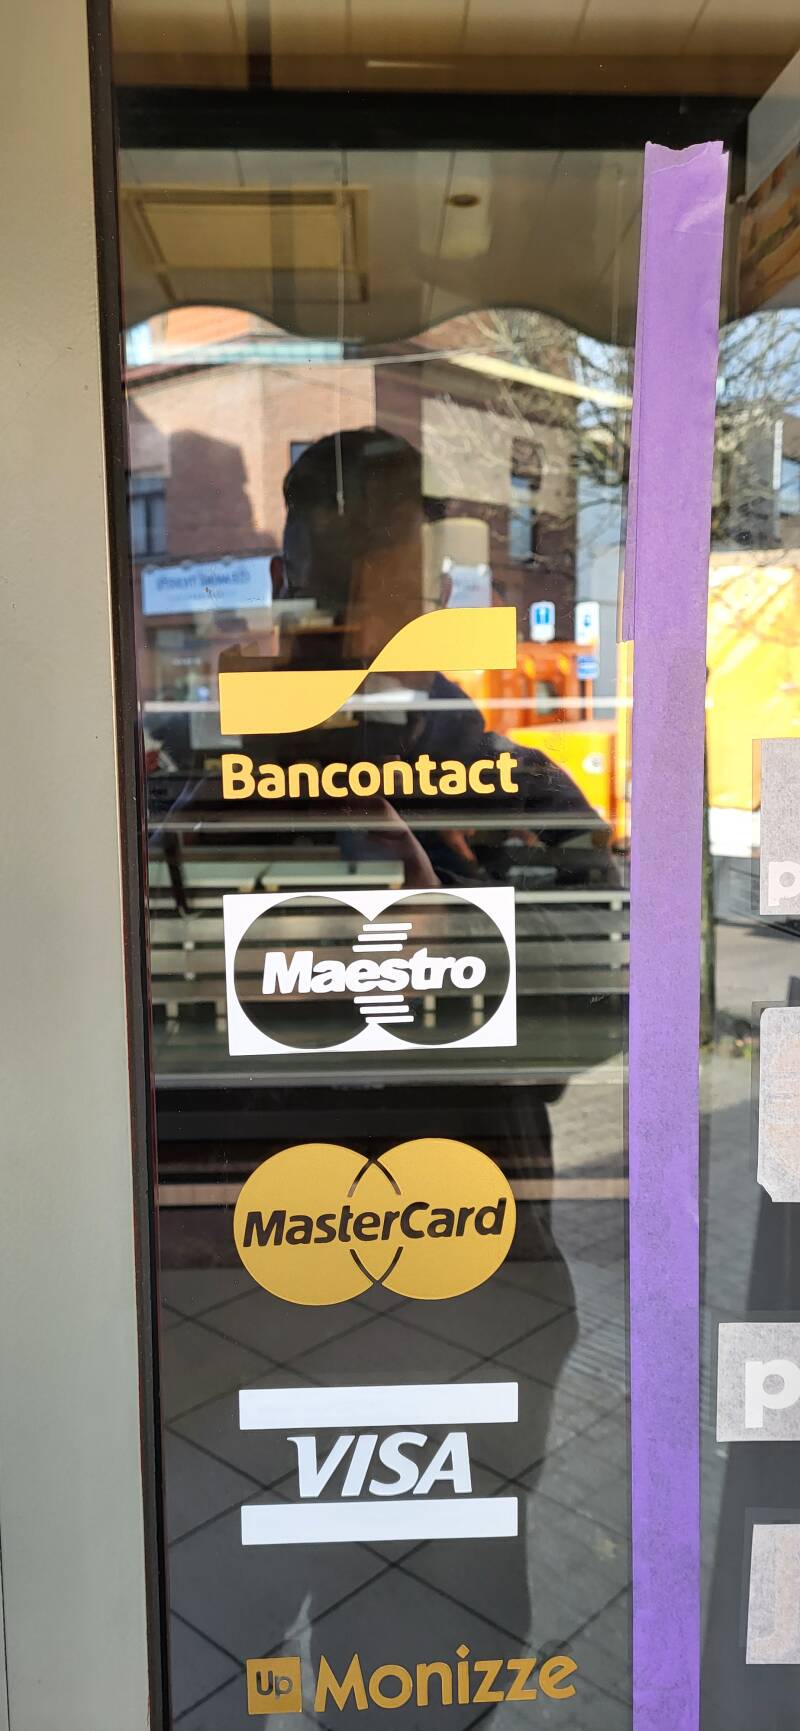 Bancontact
Maestro
MasterCard
VISA
Up Monizze
p
p